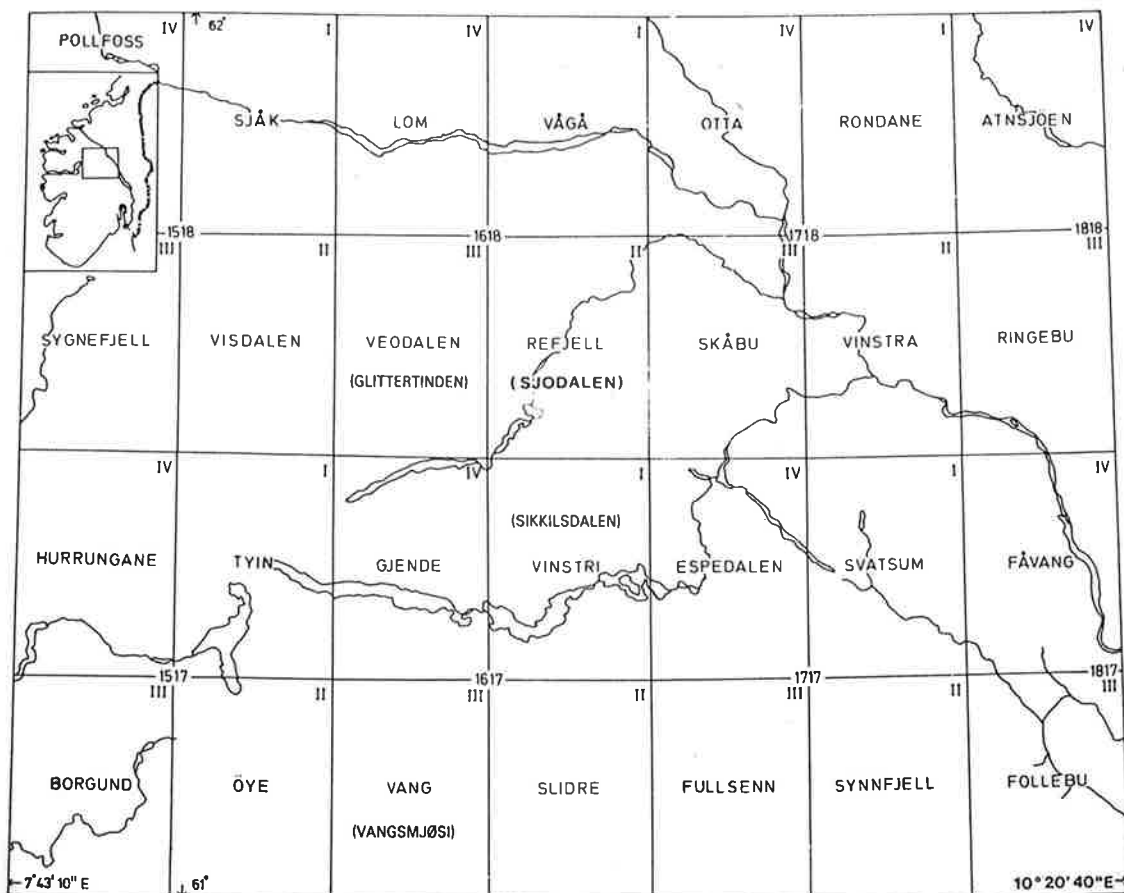 IV 62° I IV I IV I IV
POLLFOSS
SJÅK LOM VÅGÅ OTTA RONDANE ATNSJÖEN
1518 1618 1718 1818
III II III II III II III
SYGNEFJELL VISDALEN VEODALEN REFJELL SKÅBU VINSTRA RINGEBU
(GLITTERTINDEN) (SJODALEN)
IV I IV I IV I IV
(SIKKILSDALEN)
HURRUNGANE TYIN GJENDE VINSTRI ESPEDALEN SVATSUM FÅVANG
1517 1617 1717 1817
III II III II III II III
BORGUND ÖYE VANG SLIDRE FULLSENN SYNNFJELL FOLLEBU
(VANGSMJØSI)
7°43'10"E 61° 10°20'40"E